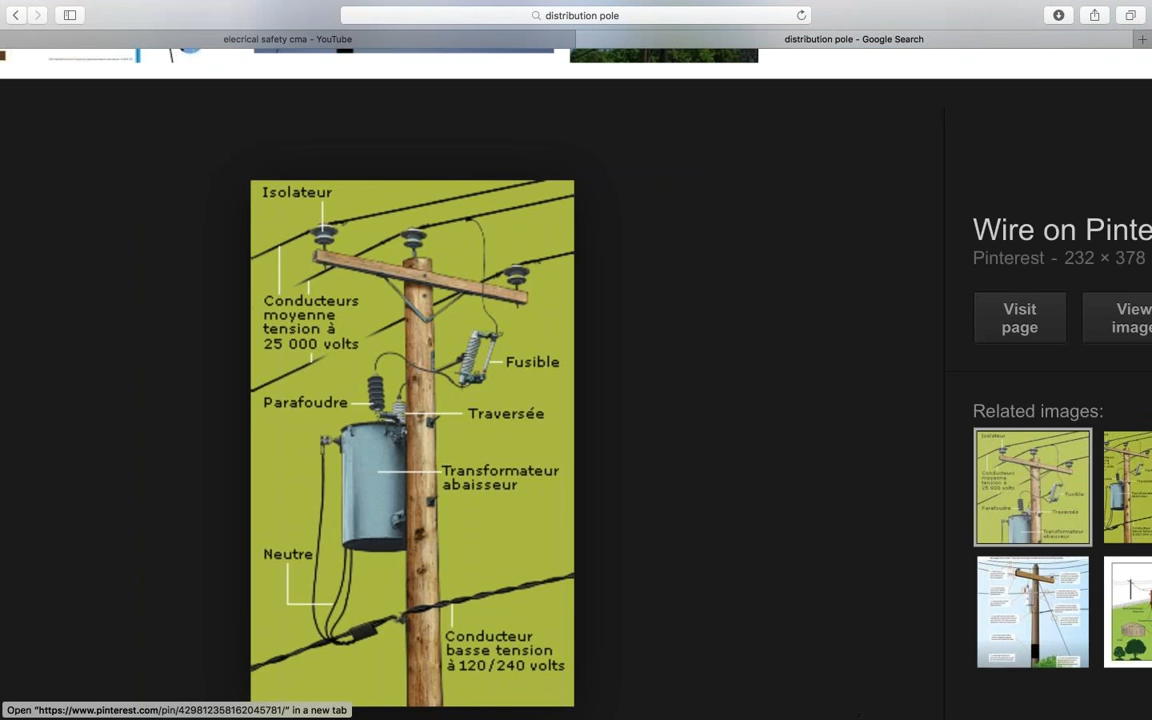 distribution pole
elecrical safety cma - YouTube
distribution pole - Google Search
Isolateur
Conducteurs
moyenne
tension à
25 000 volts
Fusible
Parafoudre
Traversée
Transformateur
abaisseur
Neutre
Conducteur
basse tension
à 120/240 volts
Wire on Pinte
Pinterest - 232 × 378
Visit
page
View
image
Related images:
Open "https://www.pinterest.com/pin/429812358162045781/" in a new tab